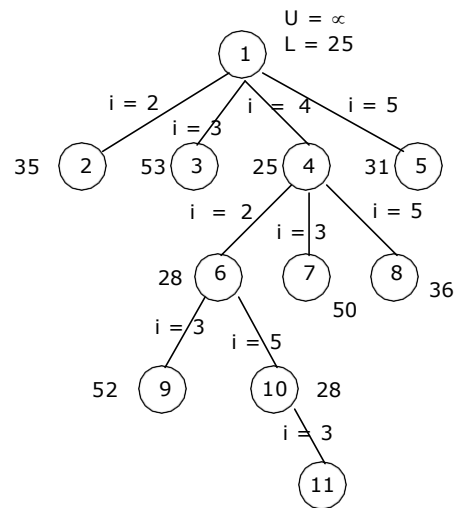 U = ∝
L = 25
1
i = 2
i = 3
i = 4
i = 5
35
2
53
3
25
4
31
5
i = 2
i = 3
i = 5
28
6
7
8
50
36
i = 3
i = 5
52
9
10
28
i = 3
11